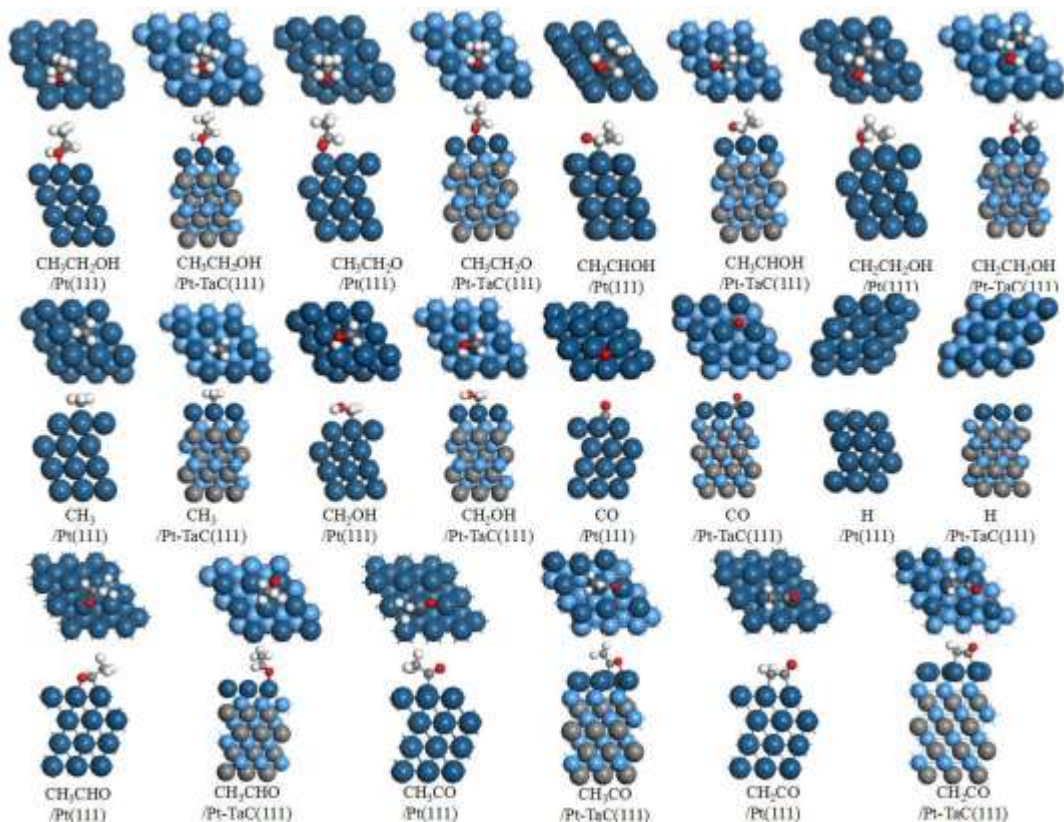 CH₃CH₂OH
/Pt(111)
CH₃CH₂OH
/Pt-TaC(111)
CH₃CH₂O
/Pt(111)
CH₃CH₂O
/Pt-TaC(111)
CH₃CHOH
/Pt(111)
CH₃CHOH
/Pt-TaC(111)
CH₂CH₂OH
/Pt(111)
CH₂CH₂OH
/Pt-TaC(111)
CH₃
/Pt(111)
CH₃
/Pt-TaC(111)
CH₂OH
/Pt(111)
CH₂OH
/Pt-TaC(111)
CO
/Pt(111)
CO
/Pt-TaC(111)
H
/Pt(111)
H
/Pt-TaC(111)
CH₃CHO
/Pt(111)
CH₃CHO
/Pt-TaC(111)
CH₃CO
/Pt(111)
CH₃CO
/Pt-TaC(111)
CH₂CO
/Pt(111)
CH₂CO
/Pt-TaC(111)